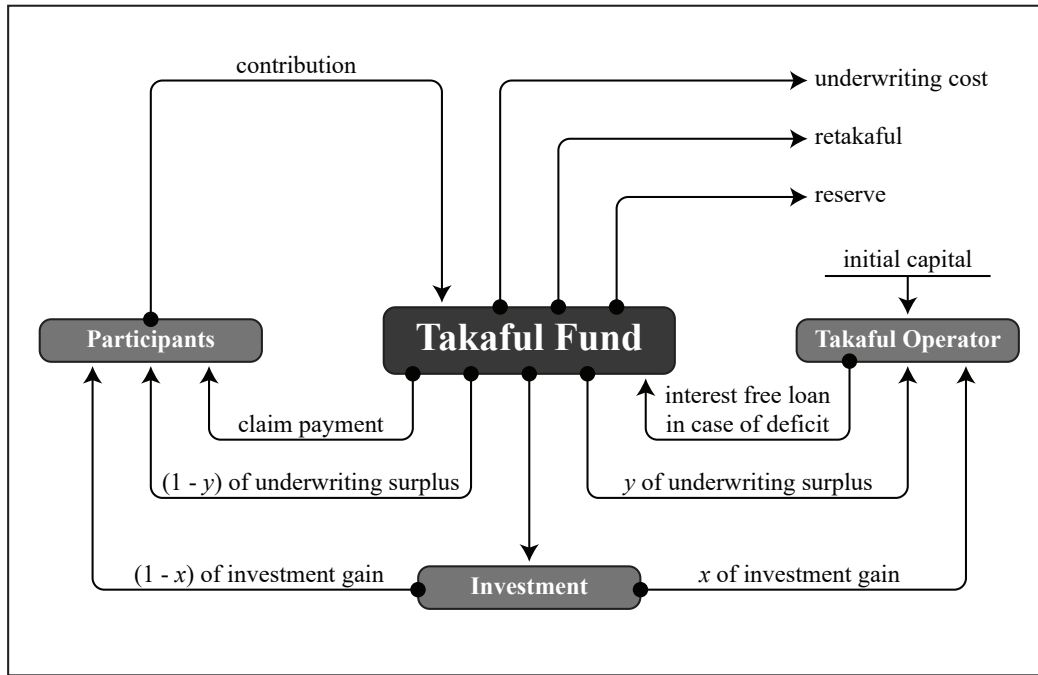 contribution
underwriting cost
retakaful
reserve
initial capital
Participants
Takaful Fund
Takaful Operator
interest free loan
in case of deficit
claim payment
(1 - y) of underwriting surplus
y of underwriting surplus
(1 - x) of investment gain
Investment
x of investment gain